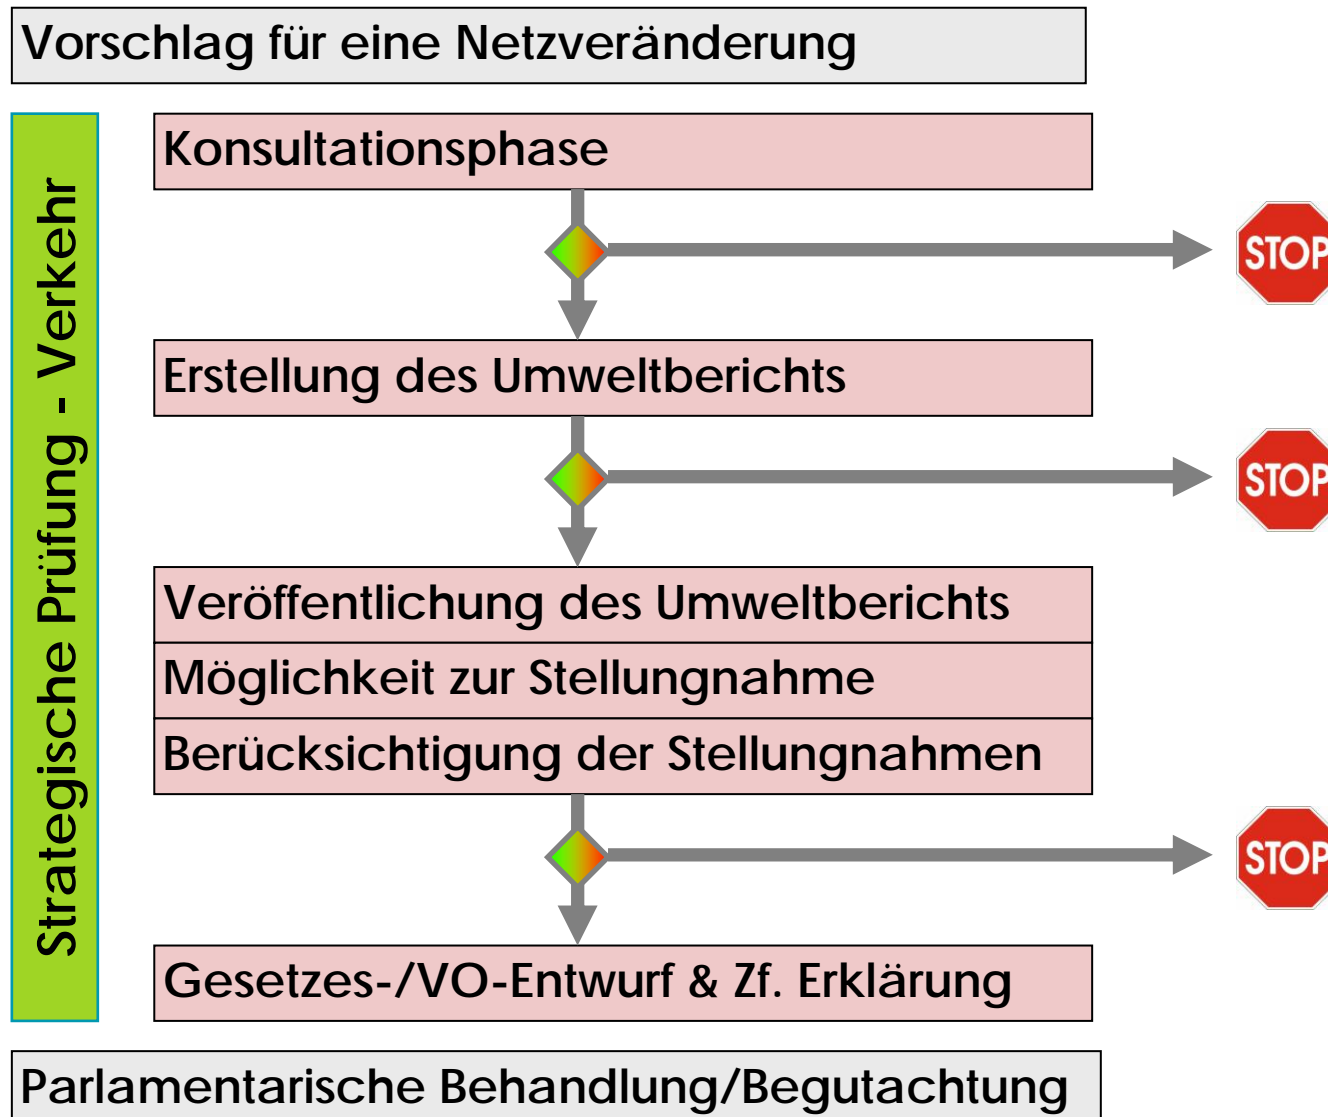 Vorschlag für eine Netzveränderung
Strategische Prüfung - Verkehr
Konsultationsphase
STOP
Erstellung des Umweltberichts
STOP
Veröffentlichung des Umweltberichts
Möglichkeit zur Stellungnahme
Berücksichtigung der Stellungnahmen
STOP
Gesetzes-/VO-Entwurf & Zf. Erklärung
Parlamentarische Behandlung/Begutachtung